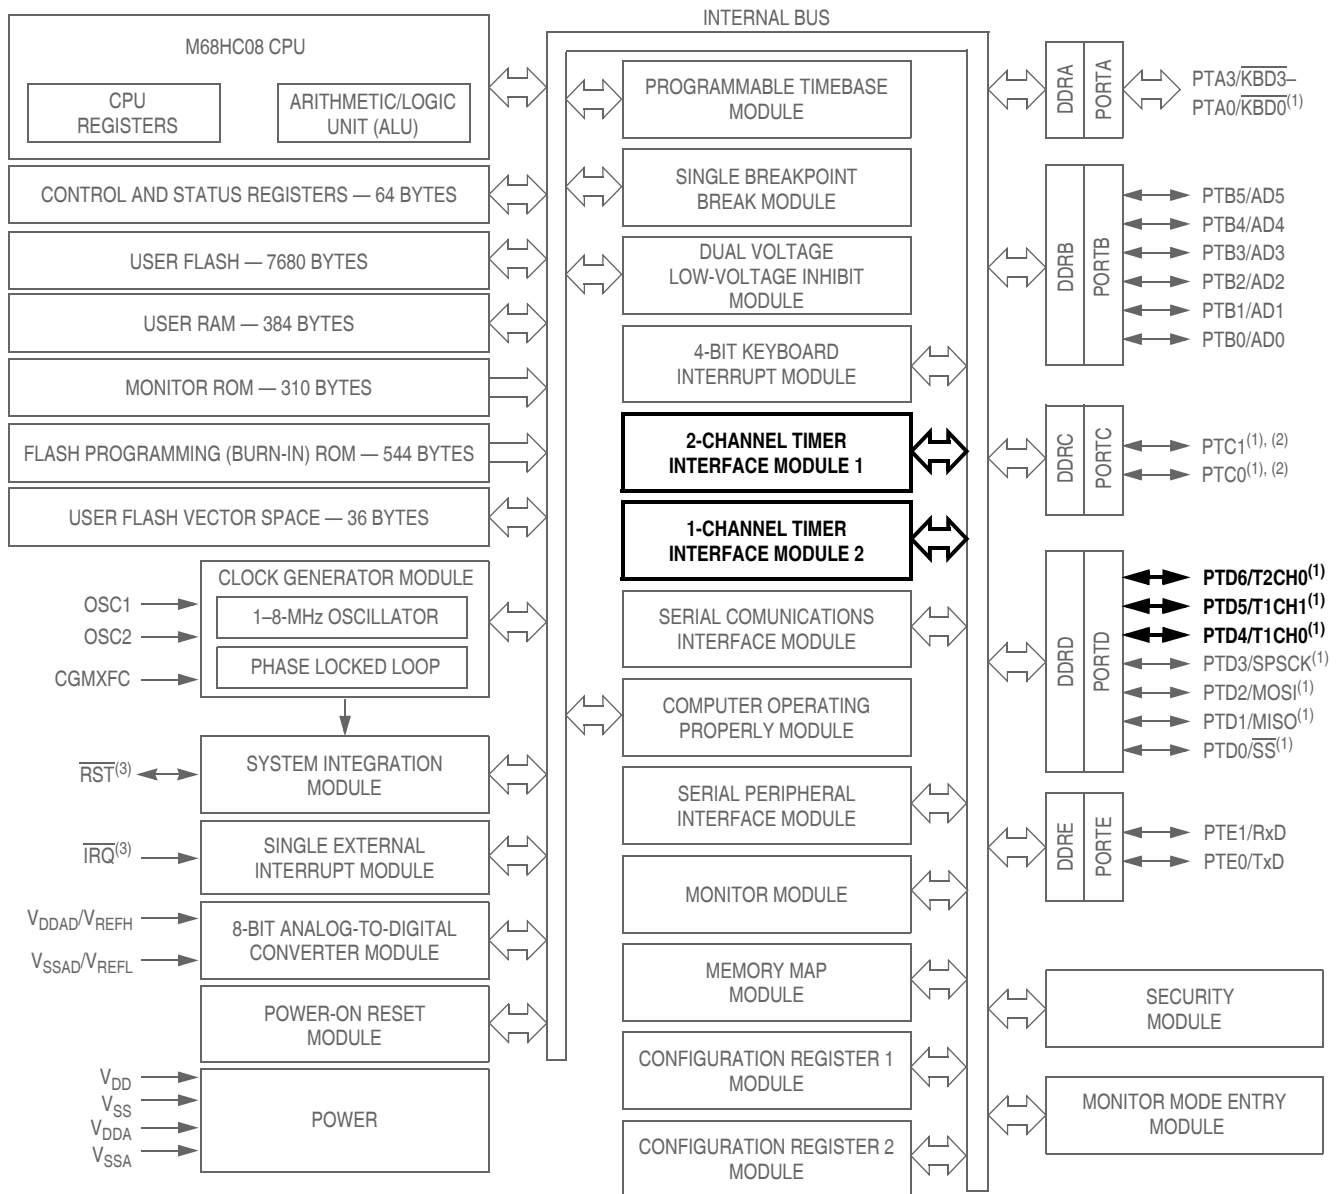 INTERNAL BUS
M68HC08 CPU
CPU
REGISTERS
ARITHMETIC/LOGIC
UNIT (ALU)
CONTROL AND STATUS REGISTERS — 64 BYTES
USER FLASH — 7680 BYTES
USER RAM — 384 BYTES
MONITOR ROM — 310 BYTES
FLASH PROGRAMMING (BURN-IN) ROM — 544 BYTES
USER FLASH VECTOR SPACE — 36 BYTES
CLOCK GENERATOR MODULE
1–8-MHz OSCILLATOR
PHASE LOCKED LOOP
OSC1
OSC2
CGMXFC
SYSTEM INTEGRATION
MODULE
RST(3)
SINGLE EXTERNAL
INTERRUPT MODULE
IRQ(3)
8-BIT ANALOG-TO-DIGITAL
CONVERTER MODULE
VDDAD/VREFH
VSSAD/VREFL
POWER-ON RESET
MODULE
POWER
VDD
VSS
VDDA
VSSA
PROGRAMMABLE TIMEBASE
MODULE
SINGLE BREAKPOINT
BREAK MODULE
DUAL VOLTAGE
LOW-VOLTAGE INHIBIT
MODULE
4-BIT KEYBOARD
INTERRUPT MODULE
2-CHANNEL TIMER
INTERFACE MODULE 1
1-CHANNEL TIMER
INTERFACE MODULE 2
SERIAL COMUNICATIONS
INTERFACE MODULE
COMPUTER OPERATING
PROPERLY MODULE
SERIAL PERIPHERAL
INTERFACE MODULE
MONITOR MODULE
MEMORY MAP
MODULE
CONFIGURATION REGISTER 1
MODULE
CONFIGURATION REGISTER 2
MODULE
DDRA
PORTA
PTA3/KBD3–
PTA0/KBD0(1)
DDRB
PORTB
PTB5/AD5
PTB4/AD4
PTB3/AD3
PTB2/AD2
PTB1/AD1
PTB0/AD0
DDRC
PORTC
PTC1(1), (2)
PTC0(1), (2)
DDRD
PORTD
PTD6/T2CH0(1)
PTD5/T1CH1(1)
PTD4/T1CH0(1)
PTD3/SPSCK(1)
PTD2/MOSI(1)
PTD1/MISO(1)
PTD0/SS(1)
DDRE
PORTE
PTE1/RxD
PTE0/TxD
SECURITY
MODULE
MONITOR MODE ENTRY
MODULE